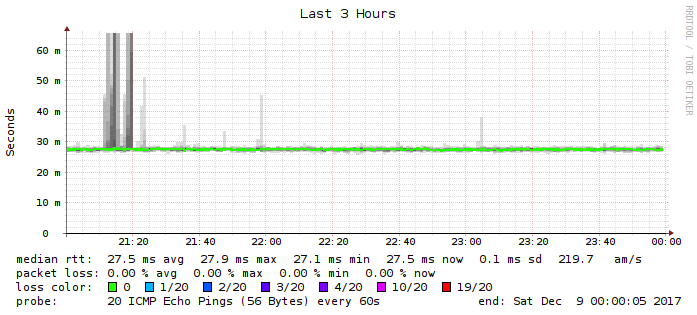 Last 3 Hours
RRDTOOL / TOBI OETIKER
Seconds
60 m
50 m
40 m
30 m
20 m
10 m
0
21:20 21:40 22:00 22:20 22:40 23:00 23:20 23:40 00:00
median rtt: 27.5 ms avg 27.9 ms max 27.1 ms min 27.5 ms now 0.1 ms sd 219.7 am/s
packet loss: 0.00 % avg 0.00 % max 0.00 % min 0.00 % now
loss color: 0 1/20 2/20 3/20 4/20 10/20 19/20
probe: 20 ICMP Echo Pings (56 Bytes) every 60s end: Sat Dec 9 00:00:05 2017